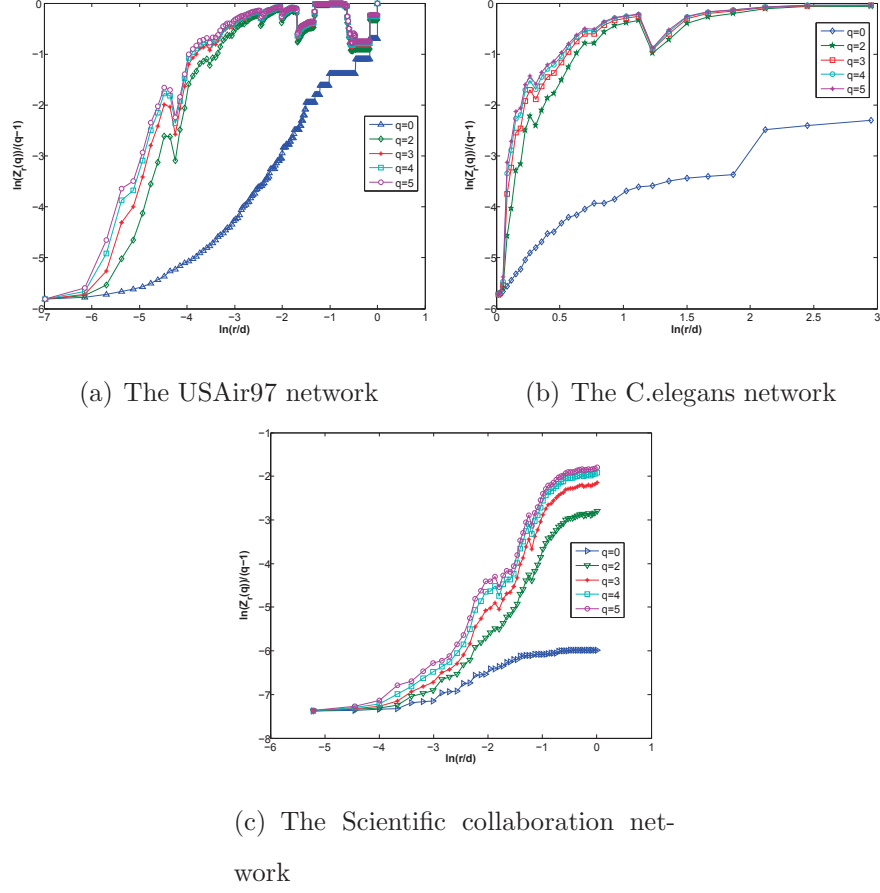 0
−1
−2
−3
−4
−5
−6
−7 −6 −5 −4 −3 −2 −1 0 1
ln(r/d)
ln(Z_r(q))/(q−1)
q=0
q=2
q=3
q=4
q=5
(a) The USAir97 network
0
−1
−2
−3
−4
−5
−6
0 0.5 1 1.5 2 2.5 3
ln(r/d)
ln(Z_r(q))/(q−1)
q=0
q=2
q=3
q=4
q=5
(b) The C.elegans network
−1
−2
−3
−4
−5
−6
−7
−8
−6 −5 −4 −3 −2 −1 0 1
ln(r/d)
ln(Z_r(q))/(q−1)
q=0
q=2
q=3
q=4
q=5
(c) The Scientific collaboration net-
work